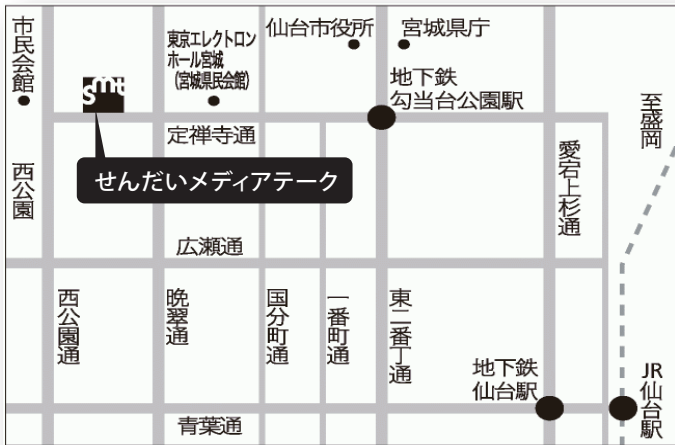 市民会館
smt
東京エレクトロン
ホール宮城
(宮城県民会館)
仙台市役所
宮城県庁
地下鉄
勾当台公園駅
至盛岡
定禅寺通
せんだいメディアテーク
西公園
愛宕上杉通
広瀬通
西公園通
晩翠通
国分町通
一番町通
東二番丁通
地下鉄
仙台駅
JR仙台駅
青葉通